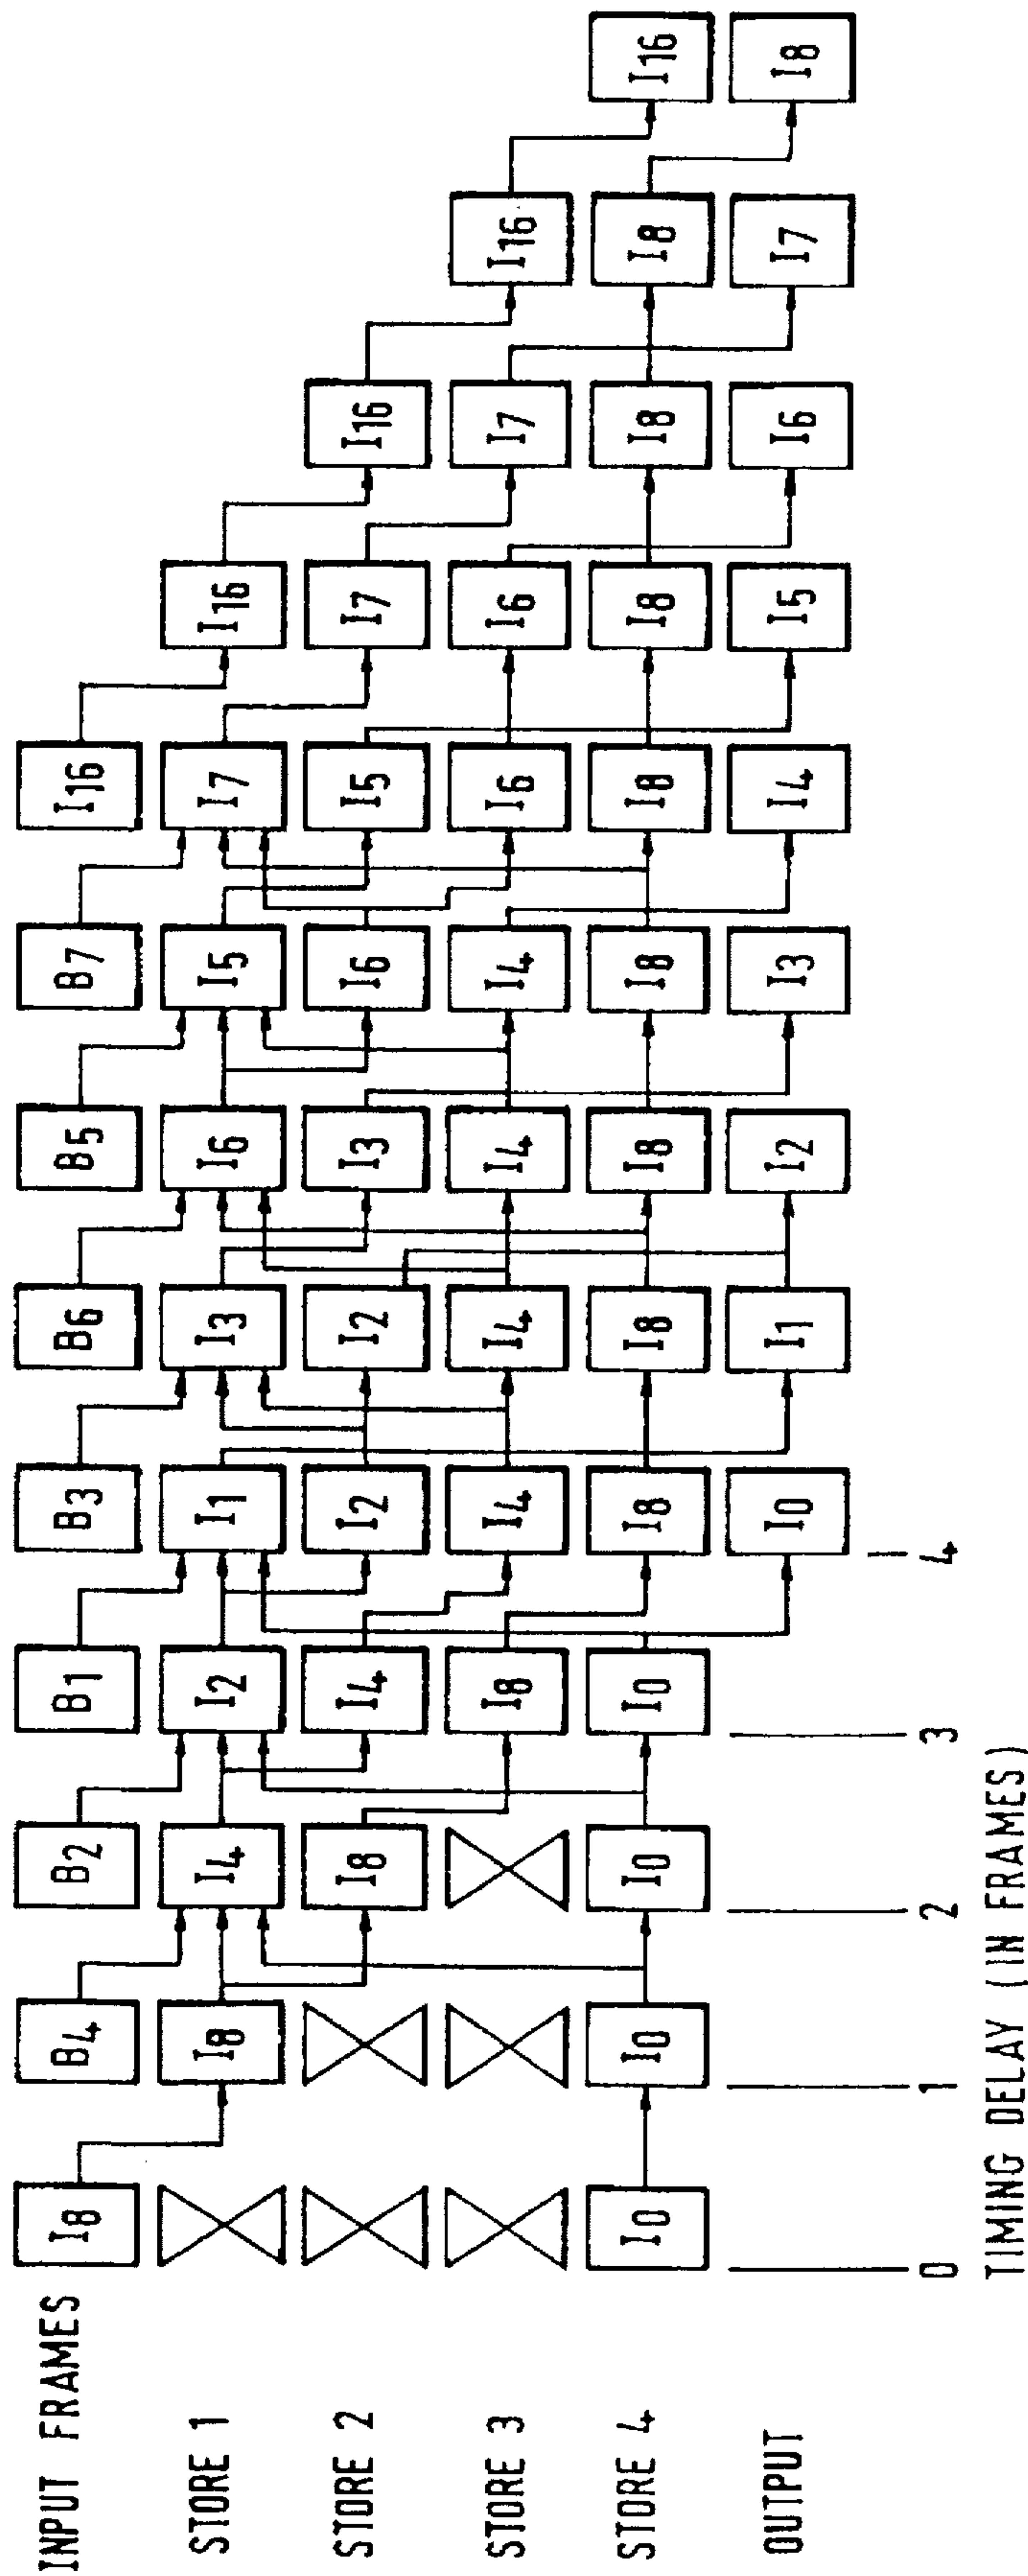 INPUT FRAMES I8 B4 B2 B1 B3 B6 B5 B7 I16
STORE 1 I8 I4 I2 I1 I3 I6 I5 I7 I16
STORE 2 I8 I4 I2 I2 I3 I6 I5 I7 I16
STORE 3 I8 I4 I4 I4 I4 I6 I6 I7 I16
STORE 4 I0 I0 I0 I0 I8 I8 I8 I8 I8 I8 I8 I8 I16
OUTPUT I0 I1 I2 I3 I4 I5 I6 I7 I8
0 1 2 3 4
TIMING DELAY (IN FRAMES)